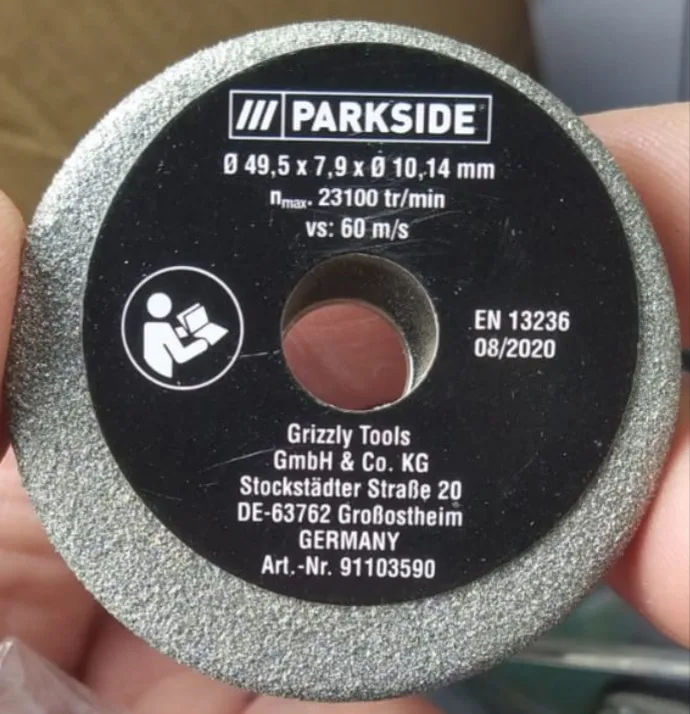 PARKSIDE
Ø 49,5 x 7,9 x Ø 10,14 mm
nmax. 23100 tr/min
vs: 60 m/s
EN 13236
08/2020
Grizzly Tools
GmbH & Co. KG
Stockstädter Straße 20
DE-63762 Großostheim
GERMANY
Art.-Nr. 91103590